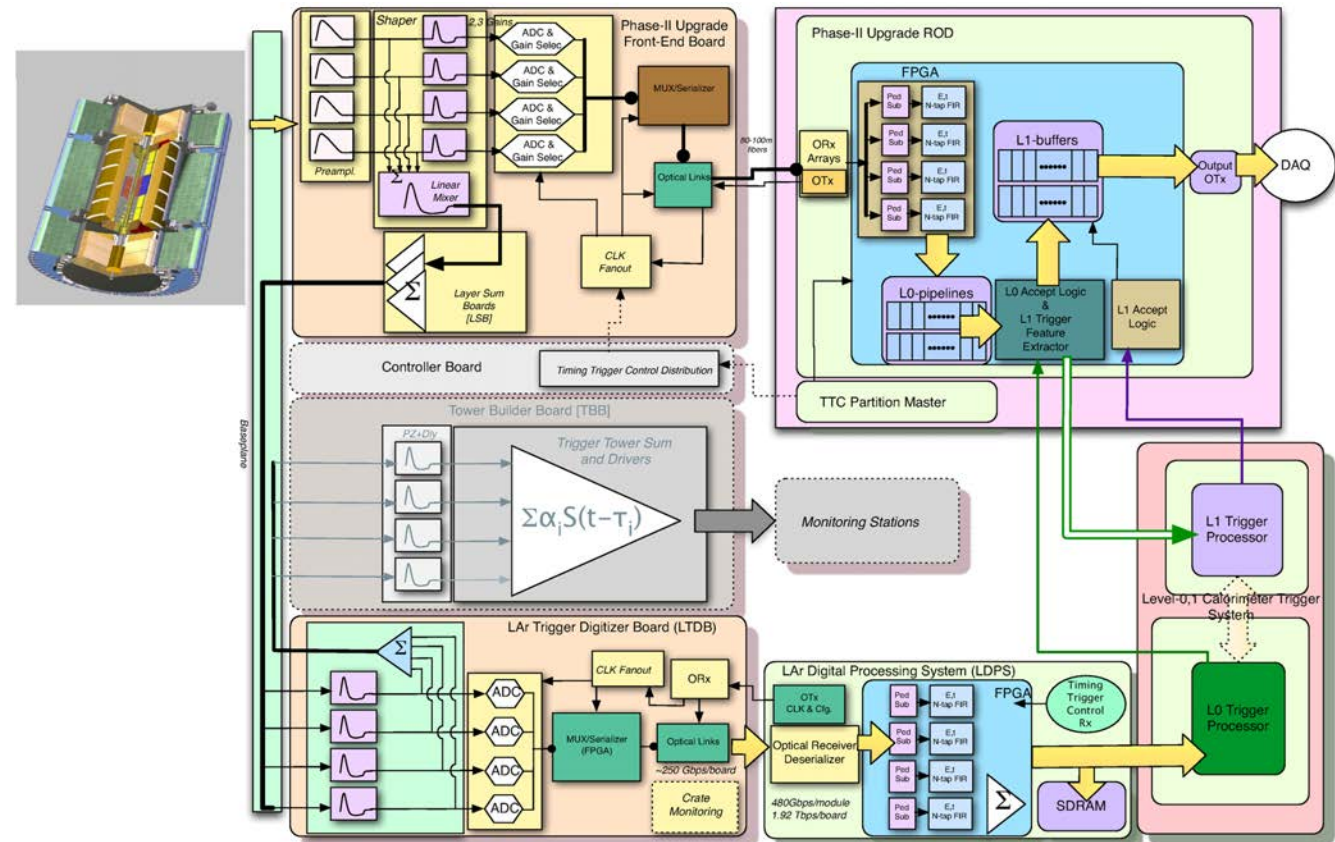 Shaper
2,3 Gains
Phase-II Upgrade
Front-End Board
ADC &
Gain Selec
ADC &
Gain Selec
ADC &
Gain Selec
ADC &
Gain Selec
MUX/Serializer
Optical Links
Preampl.
Σ
Linear
Mixer
CLK
Fanout
Σ
Layer Sum
Boards
[LSB]
80-100m
fibers
Phase-II Upgrade ROD
FPGA
ORx
Arrays
OTx
Ped
Sub
E,t
N-tap FIR
Ped
Sub
E,t
N-tap FIR
Ped
Sub
E,t
N-tap FIR
Ped
Sub
E,t
N-tap FIR
L1-buffers
Output
OTx
DAQ
L0-pipelines
L0 Accept Logic
&
L1 Trigger
Feature
Extractor
L1 Accept
Logic
TTC Partition Master
Controller Board
Timing Trigger Control Distribution
Baseplane
Tower Builder Board [TBB]
PZ+Dly
Trigger Tower Sum
and Drivers
Σα_iS(t−τ_i)
Monitoring Stations
L1 Trigger
Processor
Level-0,1 Calorimeter Trigger
System
L0 Trigger
Processor
LAr Trigger Digitizer Board (LTDB)
Σ
CLK Fanout
ORx
ADC
ADC
ADC
ADC
MUX/Serializer
(FPGA)
Optical Links
~250 Gbps/board
Crate
Monitoring
LAr Digital Processing System (LDPS)
OTx
CLK & Cfg.
Optical Receiver
Deserializer
480Gbps/module
1.92 Tbps/board
FPGA
Ped
Sub
E,t
N-tap FIR
Ped
Sub
E,t
N-tap FIR
Ped
Sub
E,t
N-tap FIR
Ped
Sub
E,t
N-tap FIR
Σ
Timing
Trigger
Control
Rx
SDRAM